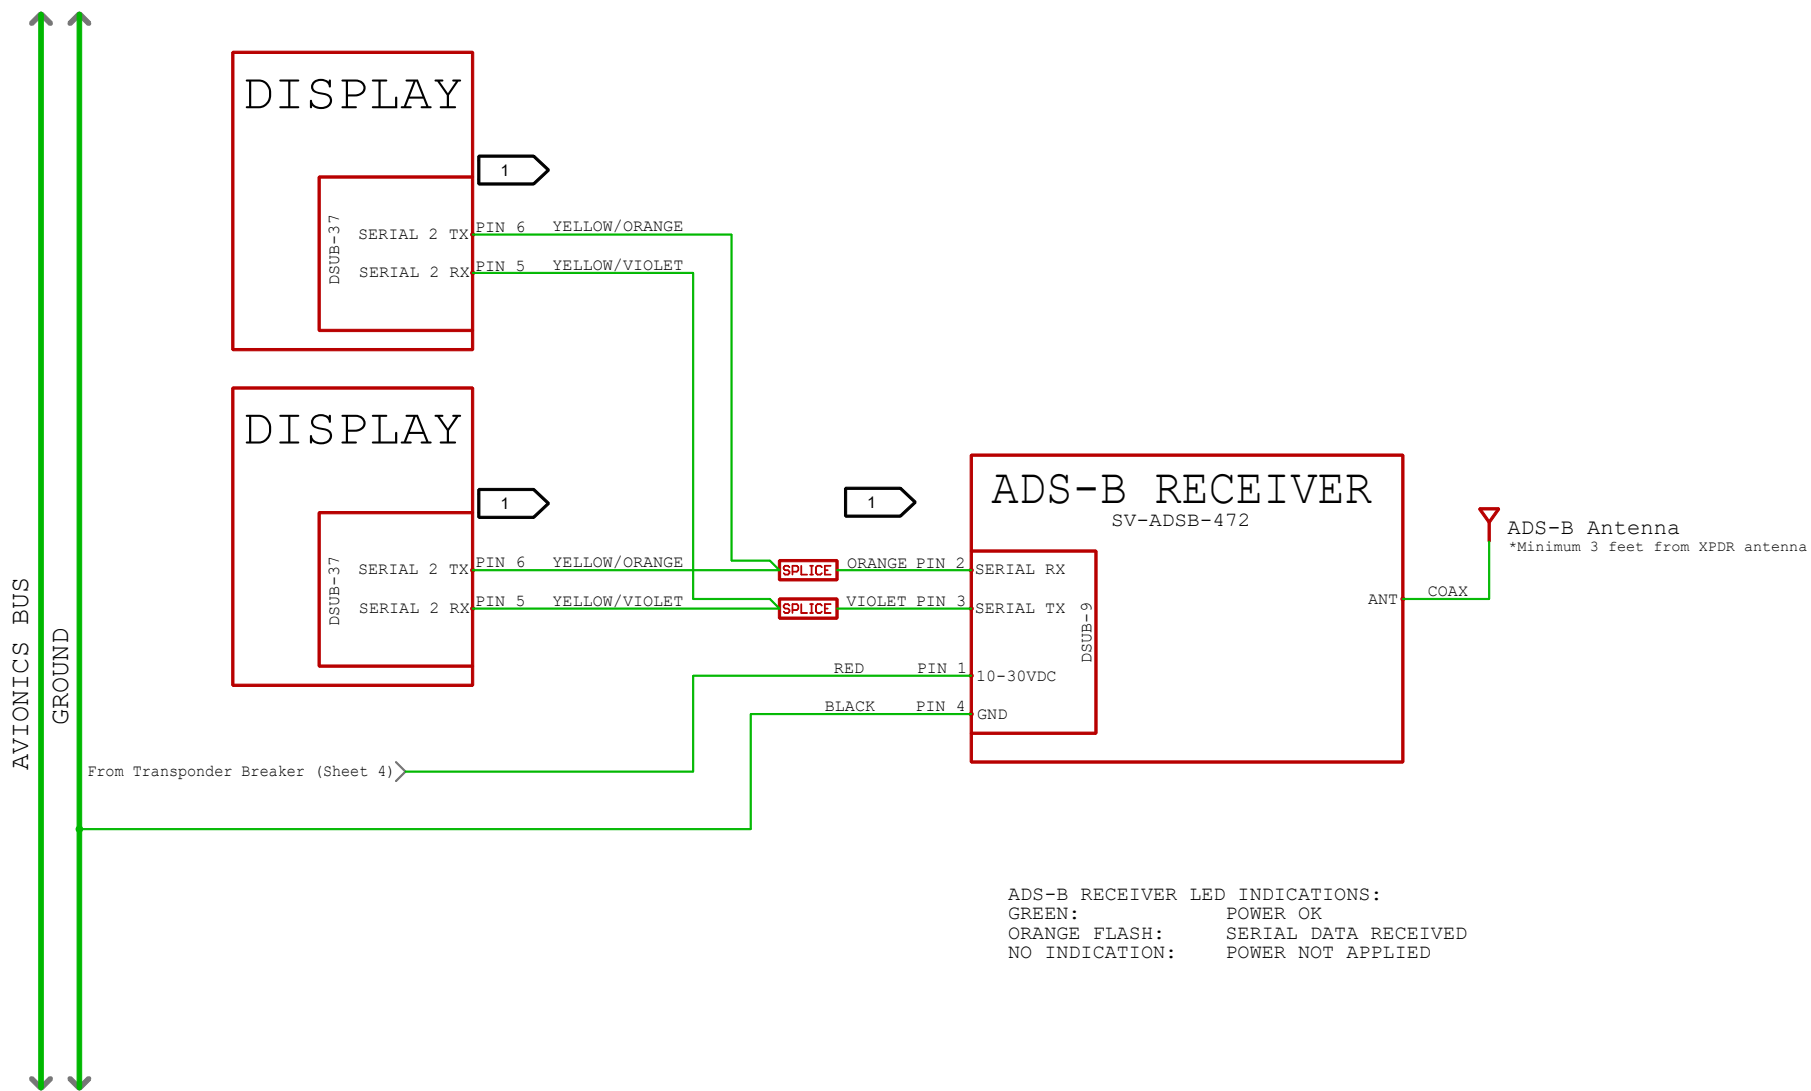 DISPLAY
1
DSUB-37
SERIAL 2 TX
PIN 6
YELLOW/ORANGE
SERIAL 2 RX
PIN 5
YELLOW/VIOLET
DISPLAY
1
DSUB-37
SERIAL 2 TX
PIN 6
YELLOW/ORANGE
SERIAL 2 RX
PIN 5
YELLOW/VIOLET
1
SPLICE
ORANGE PIN 2
SPLICE
VIOLET PIN 3
RED PIN 1
BLACK PIN 4
ADS-B RECEIVER
SV-ADSB-472
SERIAL RX
SERIAL TX
DSUB-9
10-30VDC
GND
ANT
COAX
ADS-B Antenna
*Minimum 3 feet from XPDR antenna
AVIONICS BUS
GROUND
From Transponder Breaker (Sheet 4)
ADS-B RECEIVER LED INDICATIONS:
GREEN: POWER OK
ORANGE FLASH: SERIAL DATA RECEIVED
NO INDICATION: POWER NOT APPLIED